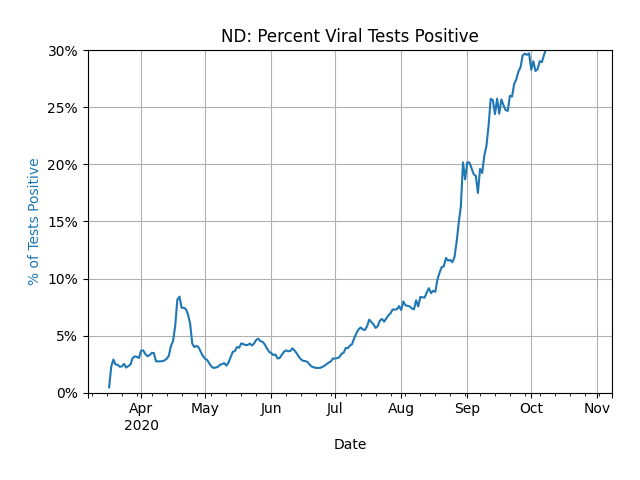 ND: Percent Viral Tests Positive
30%
25%
20%
15%
10%
5%
0%
% of Tests Positive
Apr May Jun Jul Aug Sep Oct Nov
2020
Date